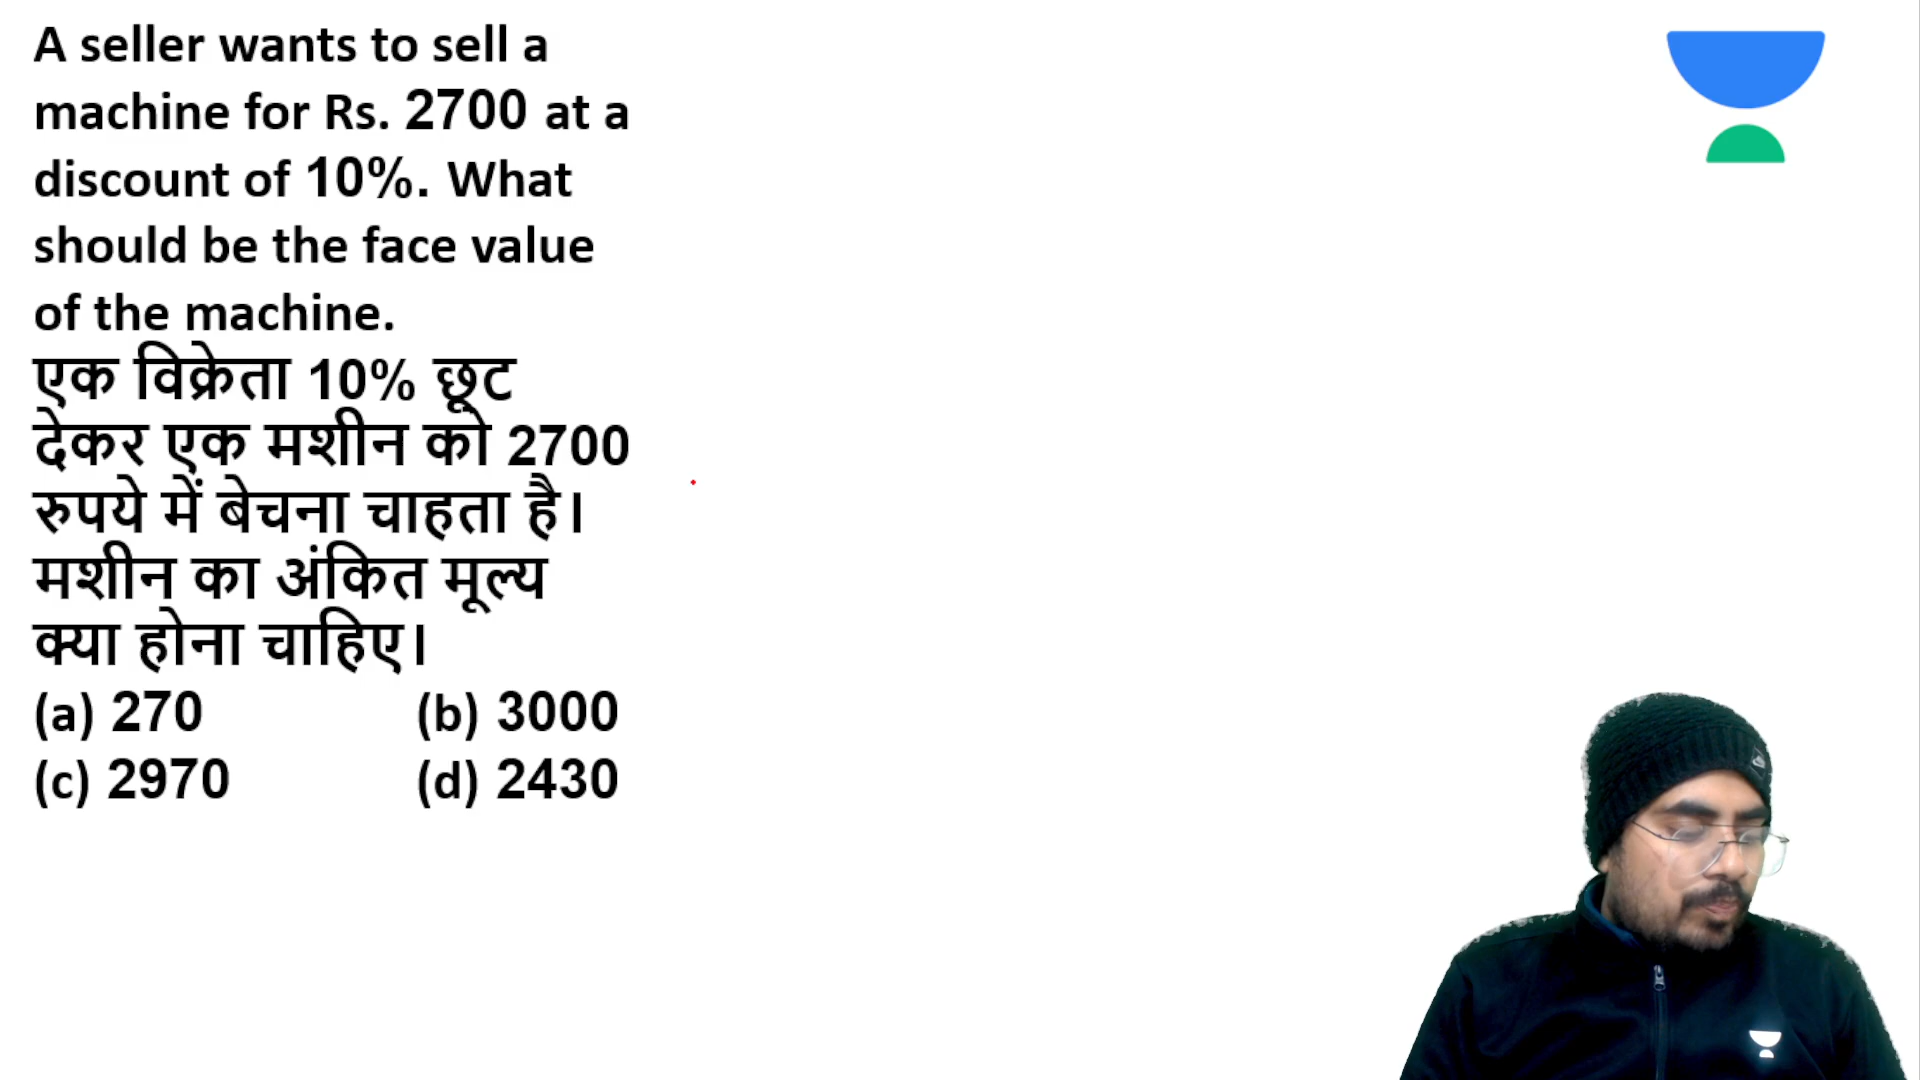 A seller wants to sell a
machine for Rs. 2700 at a
discount of 10%. What
should be the face value
of the machine.
एक विक्रेता 10% छूट
देकर एक मशीन को 2700
रुपये में बेचना चाहता है।
मशीन का अंकित मूल्य
क्या होना चाहिए।
(a) 270 (b) 3000
(c) 2970 (d) 2430